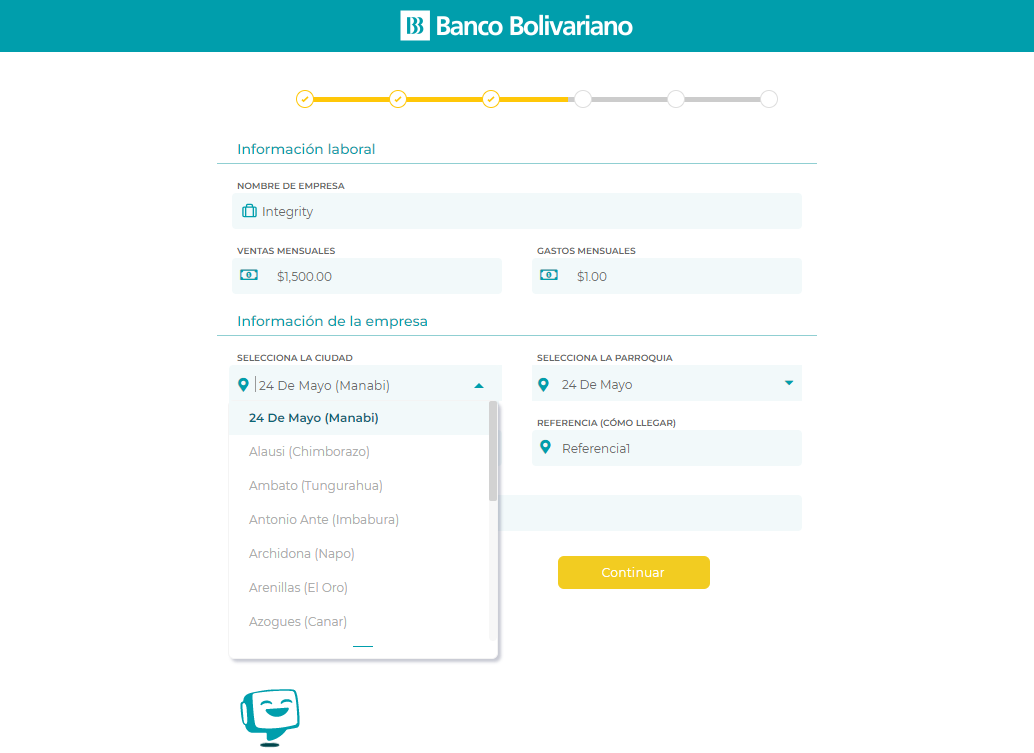 Banco Bolivariano
Información laboral
NOMBRE DE EMPRESA
Integrity
VENTAS MENSUALES
GASTOS MENSUALES
$1,500.00
$1.00
Información de la empresa
SELECCIONA LA CIUDAD
SELECCIONA LA PARROQUIA
24 De Mayo (Manabi)
24 De Mayo
24 De Mayo (Manabi)
REFERENCIA (CÓMO LLEGAR)
Alausi (Chimborazo)
Referencia1
Ambato (Tungurahua)
Antonio Ante (Imbabura)
Archidona (Napo)
Continuar
Arenillas (El Oro)
Azogues (Canar)